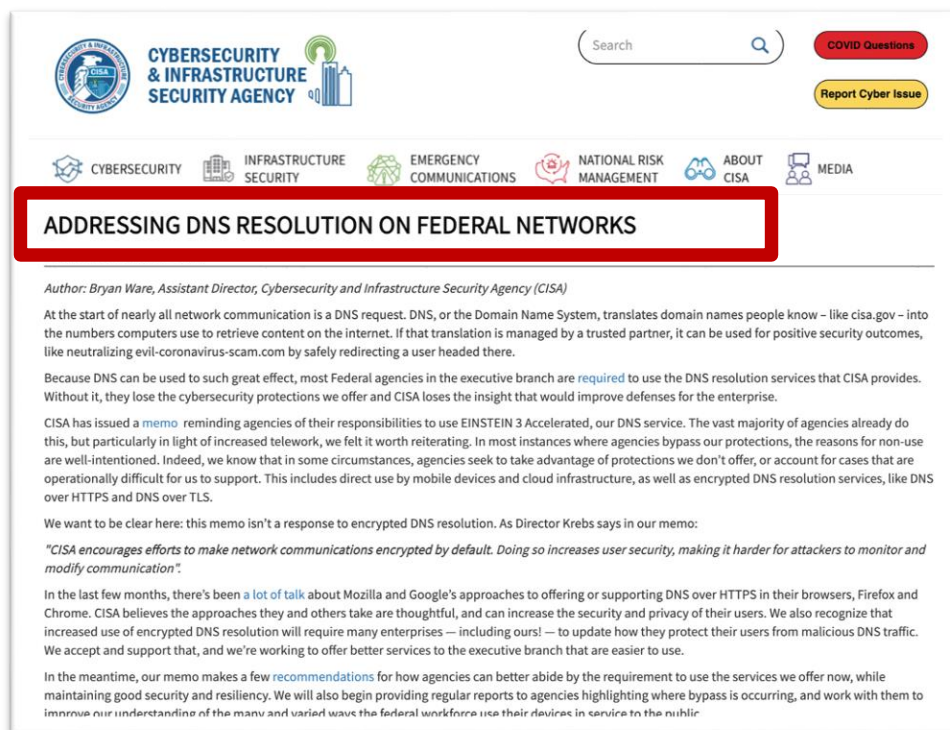 CYBERSECURITY
& INFRASTRUCTURE
SECURITY AGENCY
Search
COVID Questions
Report Cyber Issue
CYBERSECURITY
INFRASTRUCTURE
SECURITY
EMERGENCY
COMMUNICATIONS
NATIONAL RISK
MANAGEMENT
ABOUT
CISA
MEDIA
ADDRESSING DNS RESOLUTION ON FEDERAL NETWORKS
Author: Bryan Ware, Assistant Director, Cybersecurity and Infrastructure Security Agency (CISA)
At the start of nearly all network communication is a DNS request. DNS, or the Domain Name System, translates domain names people know – like cisa.gov – into
the numbers computers use to retrieve content on the internet. If that translation is managed by a trusted partner, it can be used for positive security outcomes,
like neutralizing evil-coronavirus-scam.com by safely redirecting a user headed there.
Because DNS can be used to such great effect, most Federal agencies in the executive branch are required to use the DNS resolution services that CISA provides.
Without it, they lose the cybersecurity protections we offer and CISA loses the insight that would improve defenses for the enterprise.
CISA has issued a memo reminding agencies of their responsibilities to use EINSTEIN 3 Accelerated, our DNS service. The vast majority of agencies already do
this, but particularly in light of increased telework, we felt it worth reiterating. In most instances where agencies bypass our protections, the reasons for non-use
are well-intentioned. Indeed, we know that in some circumstances, agencies seek to take advantage of protections we don't offer, or account for cases that are
operationally difficult for us to support. This includes direct use by mobile devices and cloud infrastructure, as well as encrypted DNS resolution services, like DNS
over HTTPS and DNS over TLS.
We want to be clear here: this memo isn't a response to encrypted DNS resolution. As Director Krebs says in our memo:
"CISA encourages efforts to make network communications encrypted by default. Doing so increases user security, making it harder for attackers to monitor and
modify communication".
In the last few months, there's been a lot of talk about Mozilla and Google's approaches to offering or supporting DNS over HTTPS in their browsers, Firefox and
Chrome. CISA believes the approaches they and others take are thoughtful, and can increase the security and privacy of their users. We also recognize that
increased use of encrypted DNS resolution will require many enterprises — including ours! — to update how they protect their users from malicious DNS traffic.
We accept and support that, and we're working to offer better services to the executive branch that are easier to use.
In the meantime, our memo makes a few recommendations for how agencies can better abide by the requirement to use the services we offer now, while
maintaining good security and resiliency. We will also begin providing regular reports to agencies highlighting where bypass is occurring, and work with them to
improve our understanding of the many and varied ways the federal workforce use their devices in service to the public